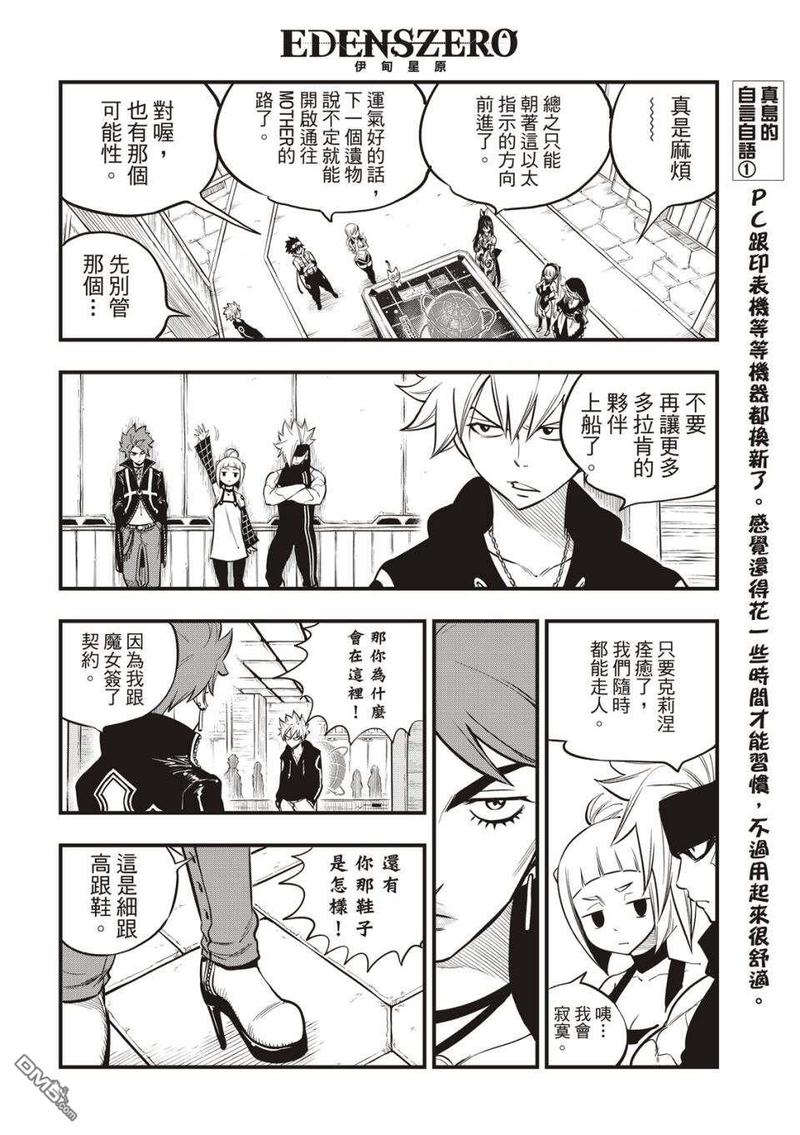 EDENSZERO
伊甸星原
真是麻煩
～～～～
總之只能
朝著這以太
指示的方向
前進了。
運氣好的話，
下一個遺物
說不定就能
開啟通往
MOTHER的
路了。
對喔，
也有那個
可能性。
先別管
那個…
不要
再讓更多
多拉肯的
夥伴
上船了。
只要克莉涅
痊癒了，
我們隨時
都能走人。
咦…
我會
寂寞。
那你為什麼
會在這裡！
因為我跟
魔女簽了
契約。
還有
你那鞋子
是怎樣！
這是細跟
高跟鞋。
真島的
自言自語①
PC跟印表機等等機器都換新了。感覺還得花一些時間才能習慣，不過用起來很舒適。
DM5